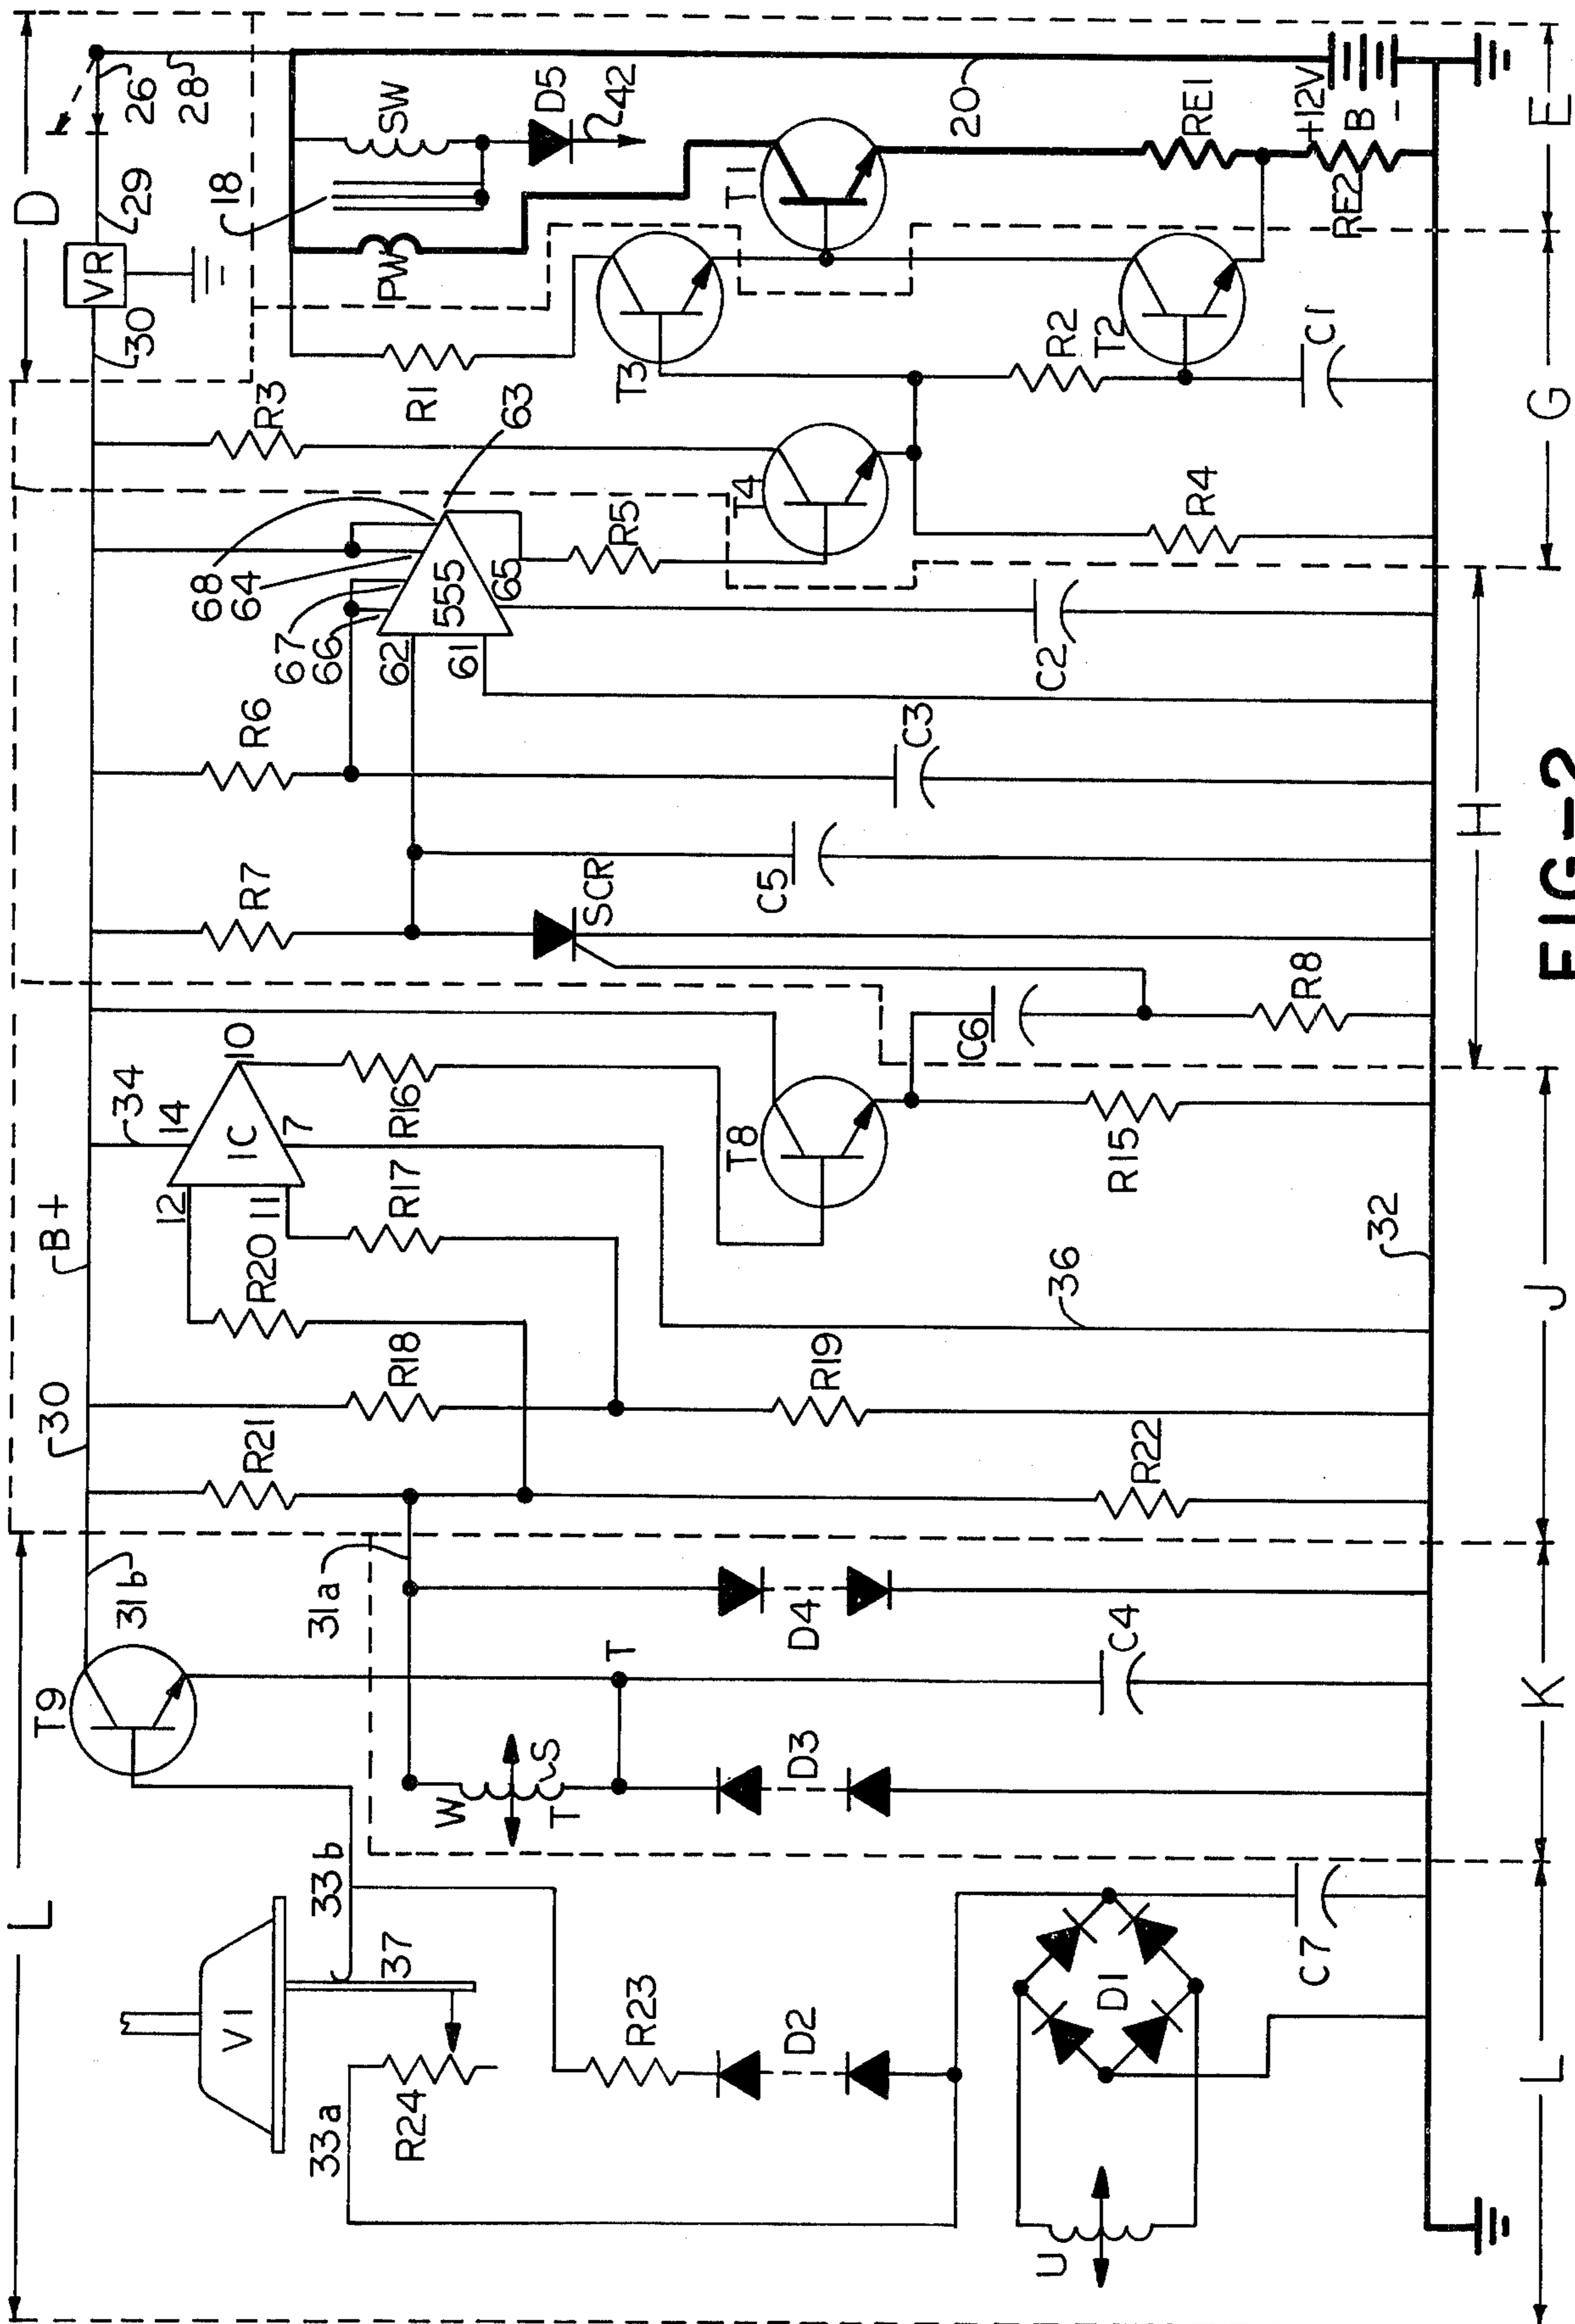 L
D
T9
31b
30
B+
34
14
12
IC
10
11
7
R20
R17
R16
R18
R21
R7
R6
R3
VR
29
26
28
30
18
V1
33b
37
33a
R24
31a
W
S
T
T
R23
D2
D3
D4
R19
T8
SCR
C5
C3
67
66
62
61
68
64
555
65
63
R5
T4
R1
T3
PW
SW
D5
42
T1
20
R2
T2
C2
R4
C1
RE1
+12V
B
-
RE2
U
D1
C7
C4
R22
36
R15
C6
R8
32
L
K
J
H
G
E
FIG-2